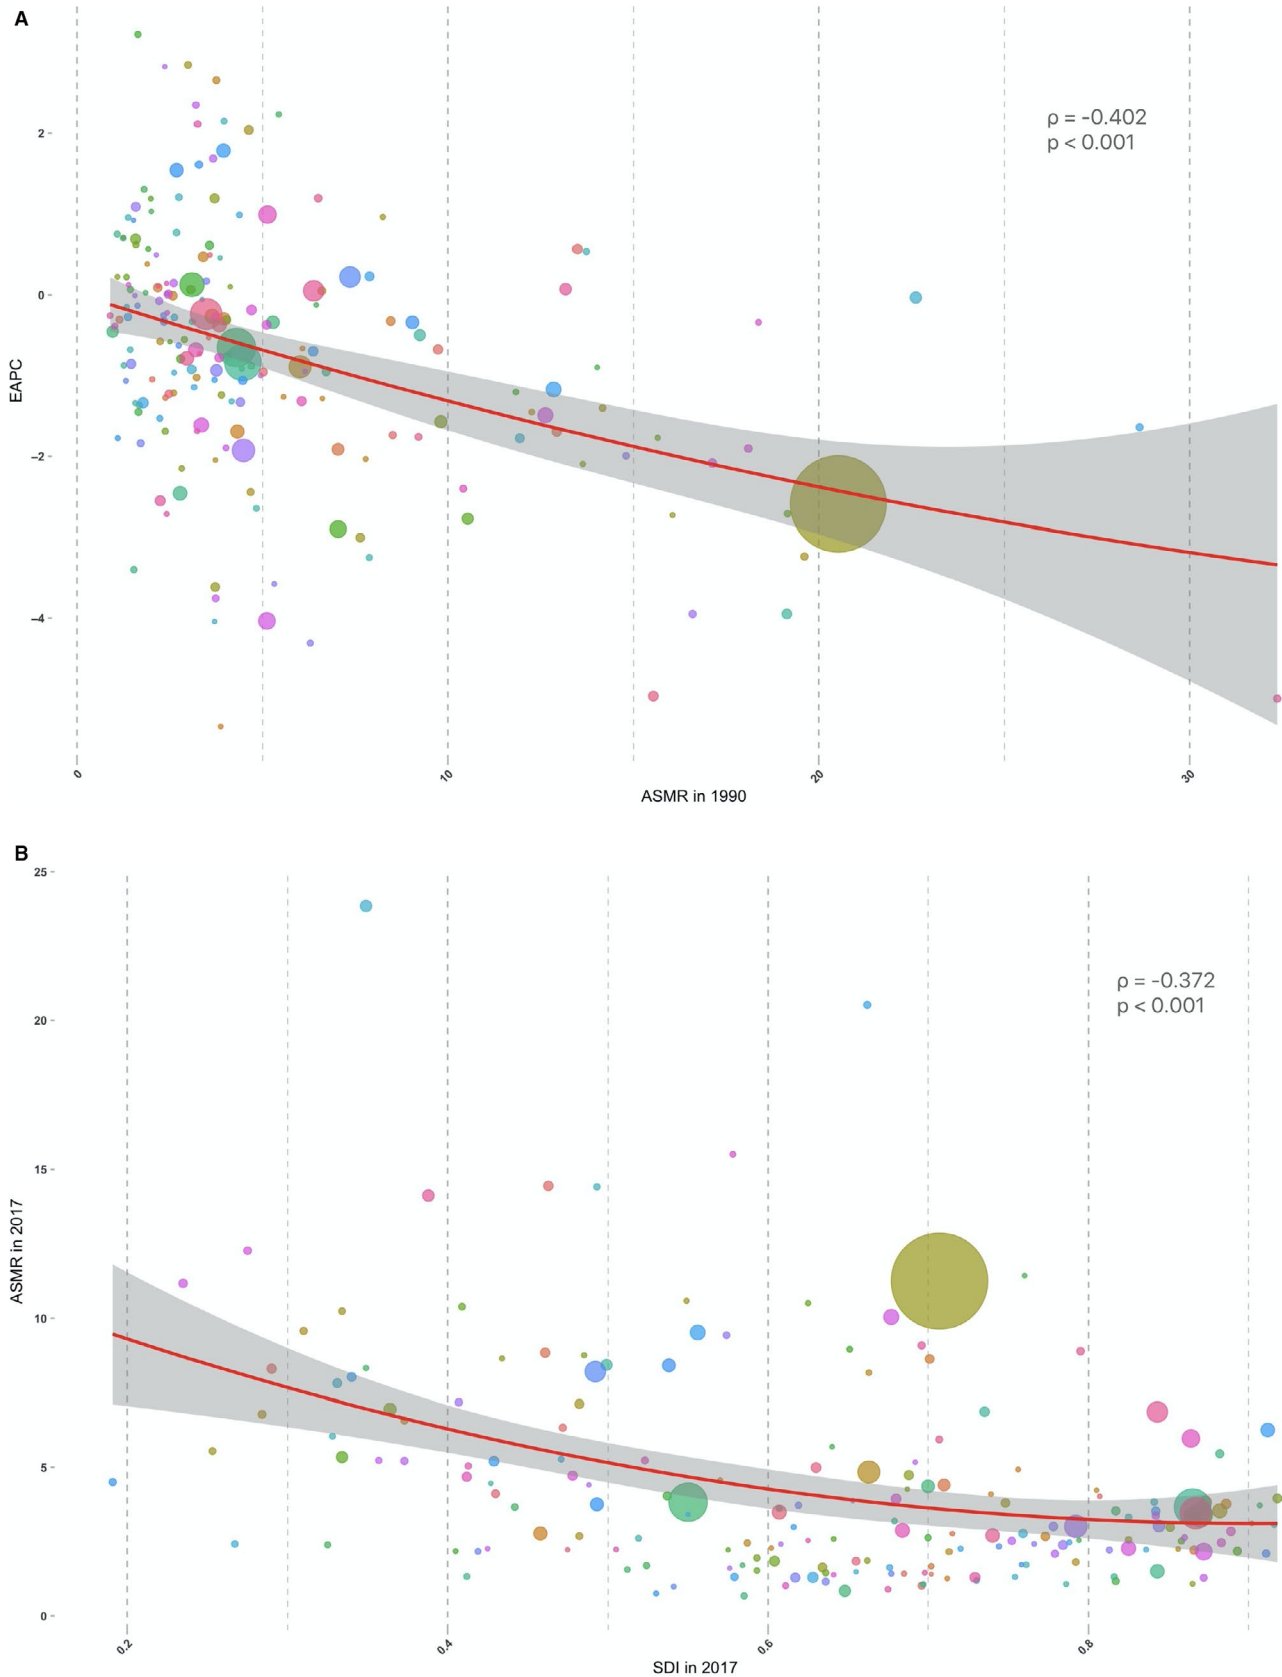 A
2
0
−2
−4
EAPC
ρ = -0.402
p < 0.001
0
10
20
30
ASMR in 1990
B
25
20
15
10
5
0
ASMR in 2017
ρ = -0.372
p < 0.001
0.2
0.4
0.6
0.8
SDI in 2017